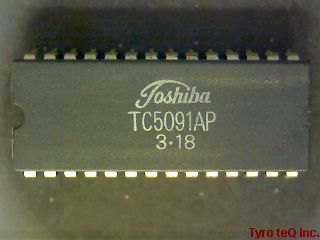 Toshiba
TC5091AP
3·18
Tyro teQ Inc.